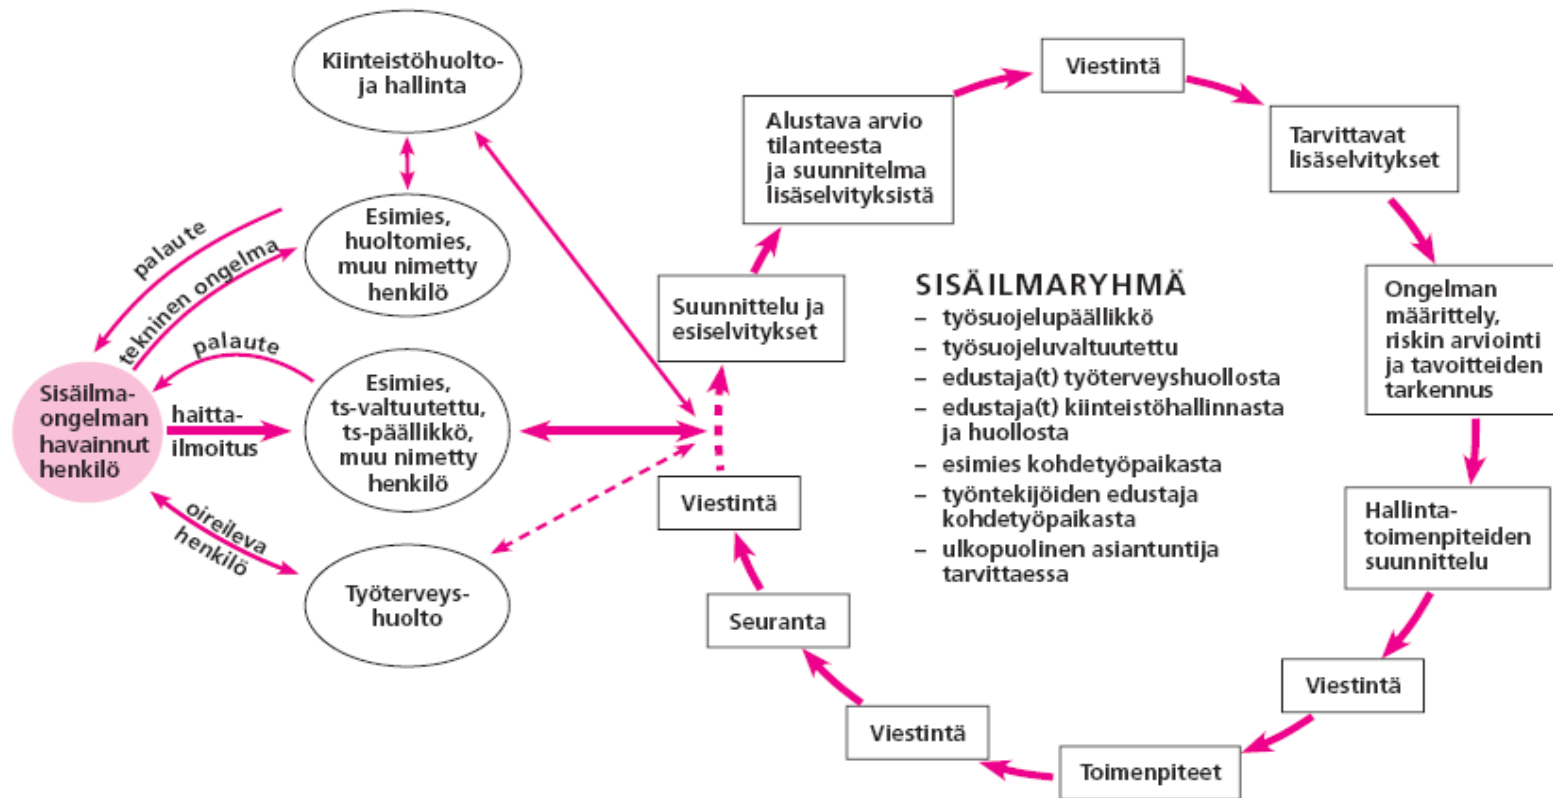 Kiinteistöhuolto-
ja hallinta
Esimies,
huoltomies,
muu nimetty
henkilö
palaute
tekninen ongelma
palaute
Sisäilma-
ongelman
havainnut
henkilö
haitta-
ilmoitus
Esimies,
ts-valtuutettu,
ts-päällikkö,
muu nimetty
henkilö
oireileva
henkilö
Työterveys-
huolto
Suunnittelu ja
esiselvitykset
Alustava arvio
tilanteesta
ja suunnitelma
lisäselvityksistä
Viestintä
Tarvittavat
lisäselvitykset
Ongelman
määrittely,
riskin arviointi
ja tavoitteiden
tarkennus
Hallinta-
toimenpiteiden
suunnittelu
Viestintä
Toimenpiteet
Viestintä
Seuranta
Viestintä
SISÄILMARYHMÄ
– työsuojelupäällikkö
– työsuojeluvaltuutettu
– edustaja(t) työterveyshuollosta
– edustaja(t) kiinteistöhallinnasta
ja huollosta
– esimies kohdetyöpaikasta
– työntekijöiden edustaja
kohdetyöpaikasta
– ulkopuolinen asiantuntija
tarvittaessa